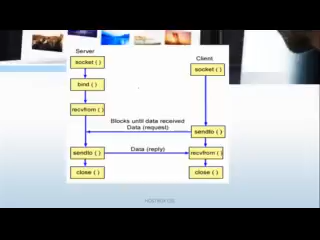 Server
Client
socket ( )
socket ( )
bind ( )
recvfrom ( )
Blocks until data received
Data (request)
sendto ( )
sendto ( )
Data (reply)
recvfrom ( )
close ( )
close ( )